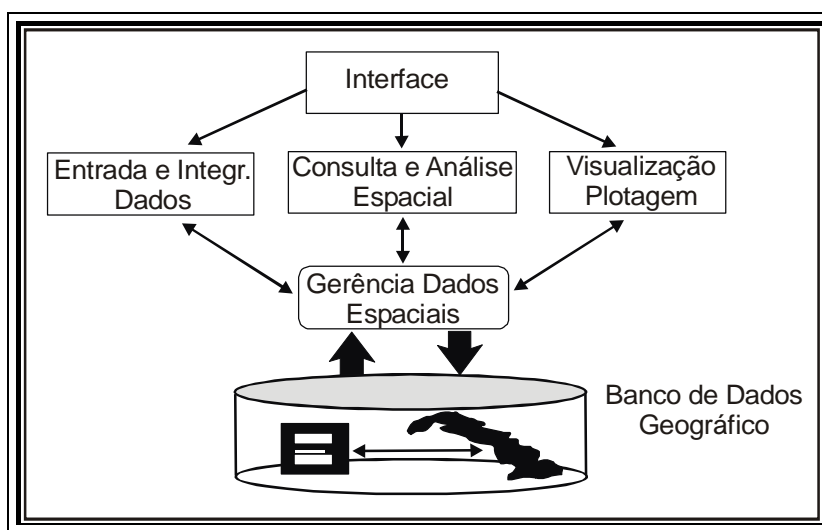 Interface
Entrada e Integr.
Dados
Consulta e Análise
Espacial
Visualização
Plotagem
Gerência Dados
Espaciais
Banco de Dados
Geográfico